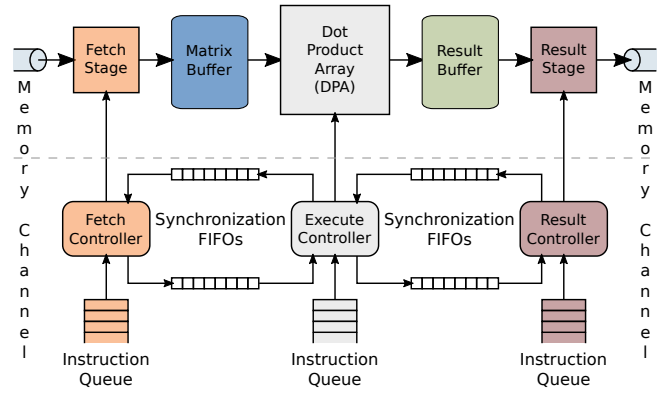 Fetch
Stage
Matrix
Buffer
Dot
Product
Array
(DPA)
Result
Buffer
Result
Stage
Memory Channel
Memory Channel
Fetch
Controller
Synchronization
FIFOs
Execute
Controller
Synchronization
FIFOs
Result
Controller
Instruction
Queue
Instruction
Queue
Instruction
Queue